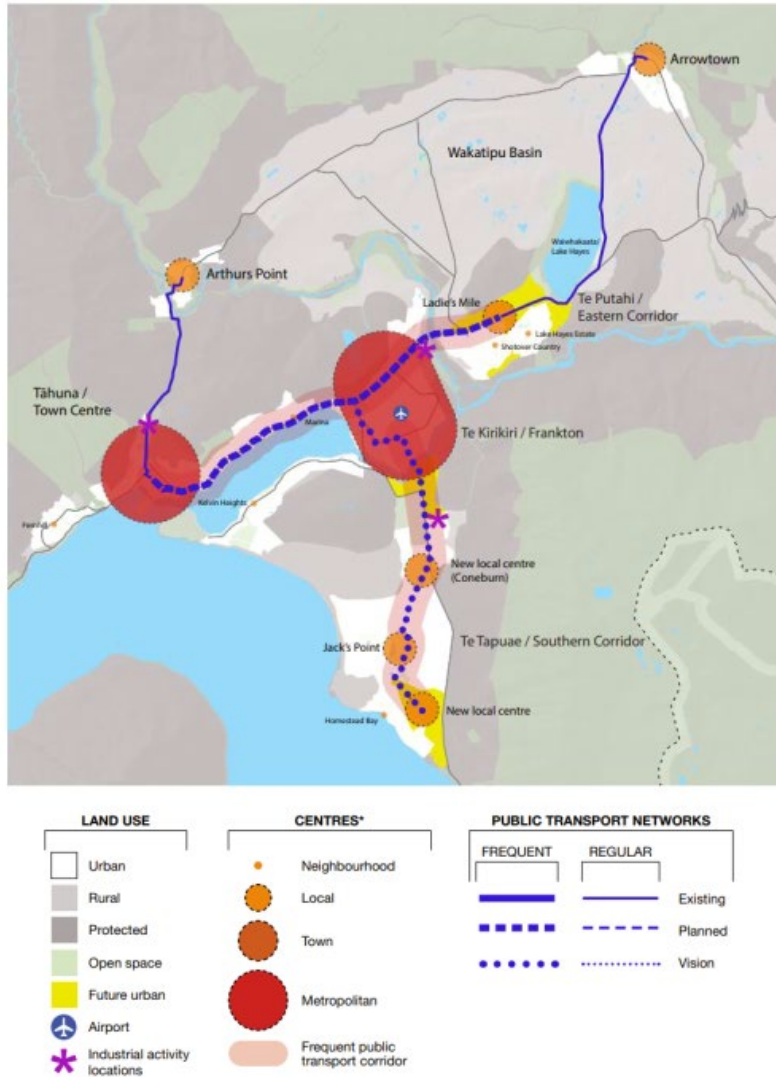 Arrowtown
Wakatipu Basin
Waiwhakaata/
Lake Hayes
Arthurs Point
Ladie's Mile
Te Putahi /
Eastern Corridor
Lake Hayes Estate
Shotover Country
Tāhuna /
Town Centre
Marina
Te Kirikiri / Frankton
Kelvin Heights
Fernhill
New local centre
(Coneburn)
Jack's Point
Te Tapuae / Southern Corridor
Homestead Bay
New local centre
LAND USE
Urban
Rural
Protected
Open space
Future urban
Airport
Industrial activity
locations
CENTRES*
Neighbourhood
Local
Town
Metropolitan
Frequent public
transport corridor
PUBLIC TRANSPORT NETWORKS
FREQUENT
REGULAR
Existing
Planned
Vision